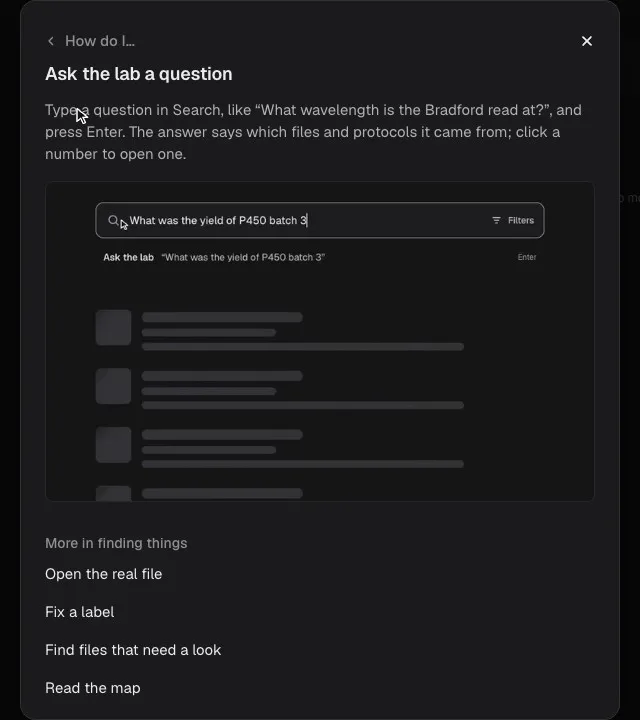 How do I...
Ask the lab a question
Type a question in Search, like “What wavelength is the Bradford read at?”, and
press Enter. The answer says which files and protocols it came from; click a
number to open one.
What was the yield of P450 batch 3
Filters
Ask the lab “What was the yield of P450 batch 3”
Enter
More in finding things
Open the real file
Fix a label
Find files that need a look
Read the map